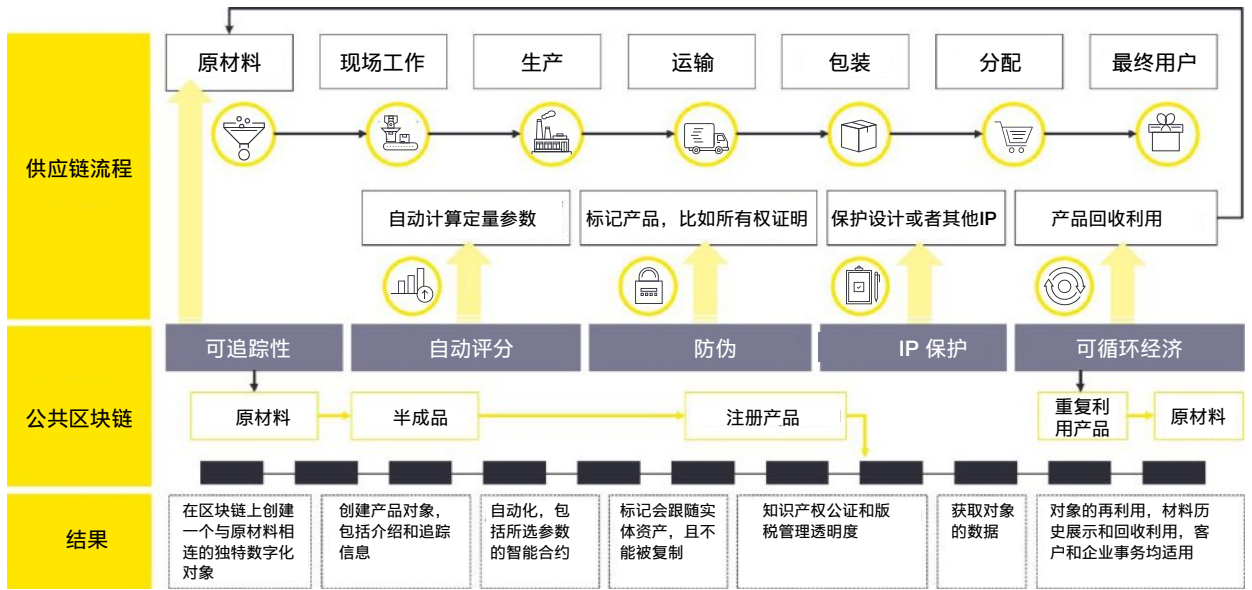 原材料
现场工作
生产
运输
包装
分配
最终用户
供应链流程
自动计算定量参数
标记产品，比如所有权证明
保护设计或者其他IP
产品回收利用
可追踪性
自动评分
防伪
IP 保护
可循环经济
公共区块链
原材料
半成品
注册产品
重复利
用产品
原材料
结果
在区块链上创建
一个与原材料相
连的独特数字化
对象
创建产品对象，
包括介绍和追踪
信息
自动化，包
括所选参数
的智能合约
标记会跟随实
体资产，且不
能被复制
知识产权公证和版
税管理透明度
获取对象
的数据
对象的再利用，材料历
史展示和回收利用，客
户和企业事务均适用